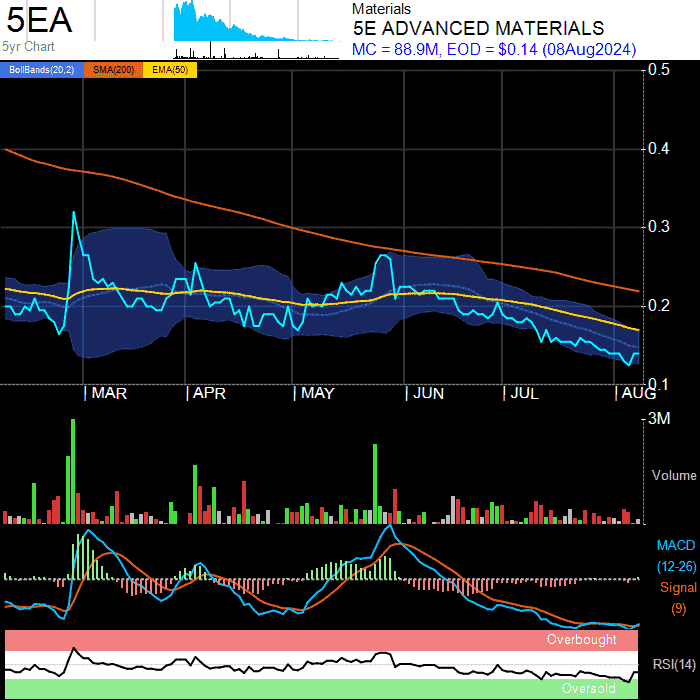 5EA
5yr Chart
Materials
5E ADVANCED MATERIALS
MC = 88.9M, EOD = $0.14 (08Aug2024)
BollBands(20,2) SMA(200) EMA(50)
0.5
0.4
0.3
0.2
0.1
MAR APR MAY JUN JUL AUG
3M
Volume
MACD
(12-26)
Signal
(9)
Overbought
RSI(14)
Oversold